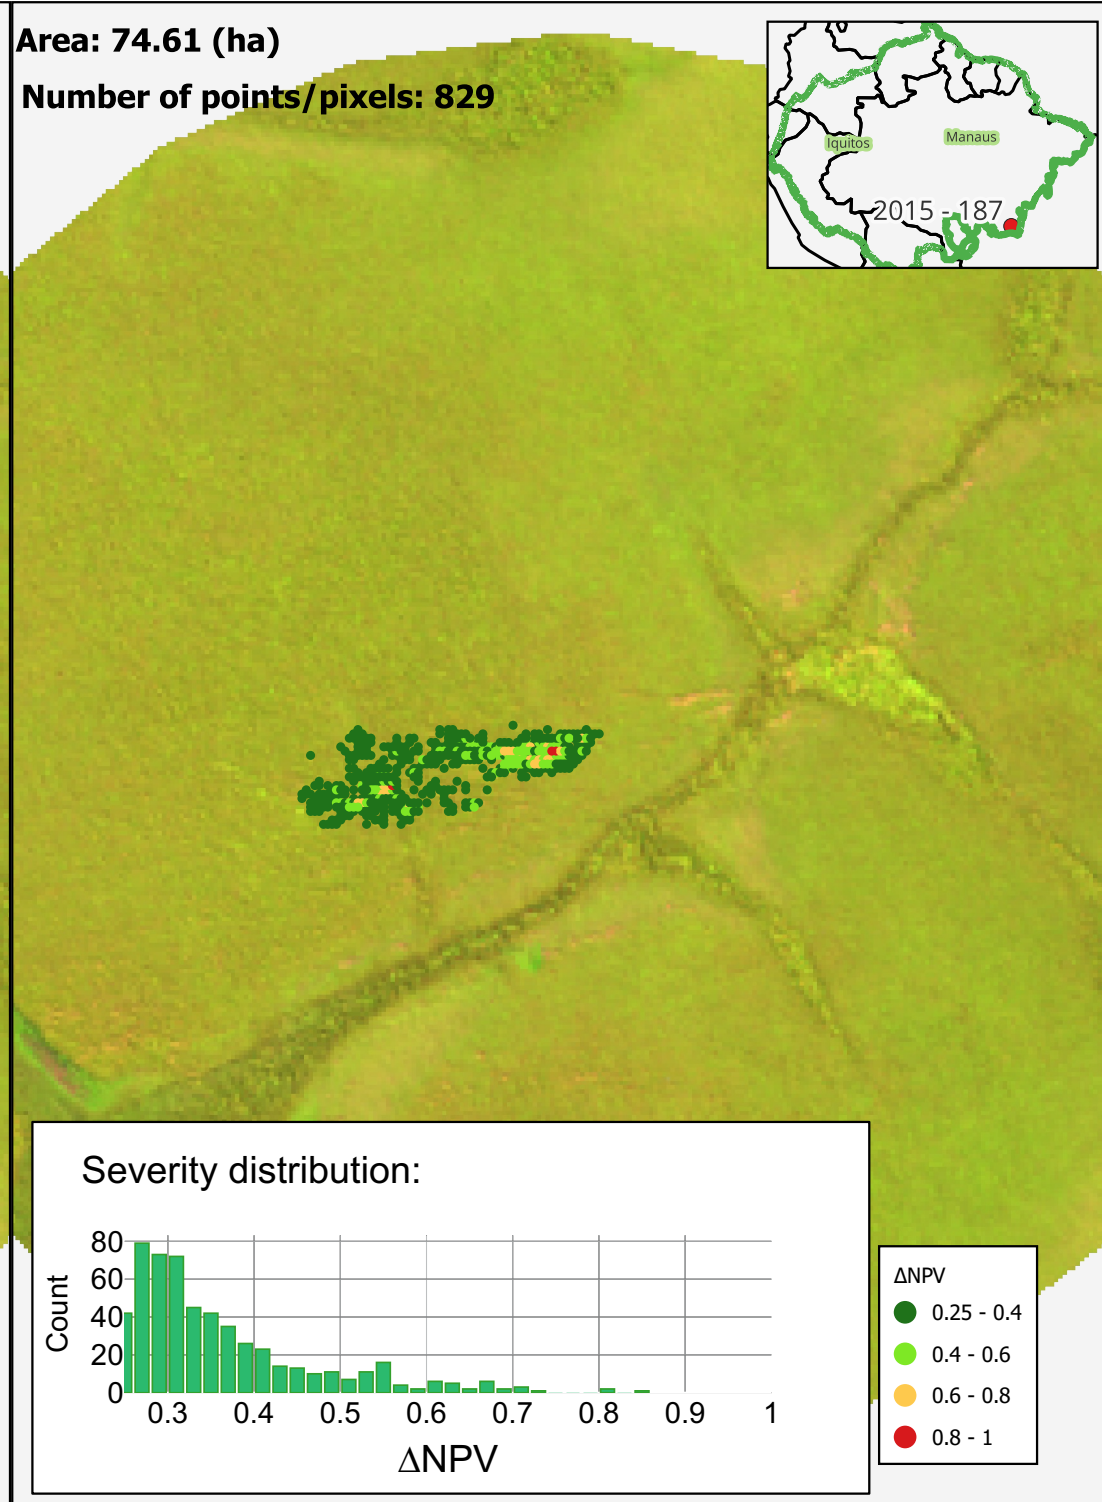 Area: 74.61 (ha)
Number of points/pixels: 829
Iquitos
Manaus
2015 - 187
Severity distribution:
Count
80
60
40
20
0
0.3 0.4 0.5 0.6 0.7 0.8 0.9 1
ΔNPV
ΔNPV
0.25 - 0.4
0.4 - 0.6
0.6 - 0.8
0.8 - 1